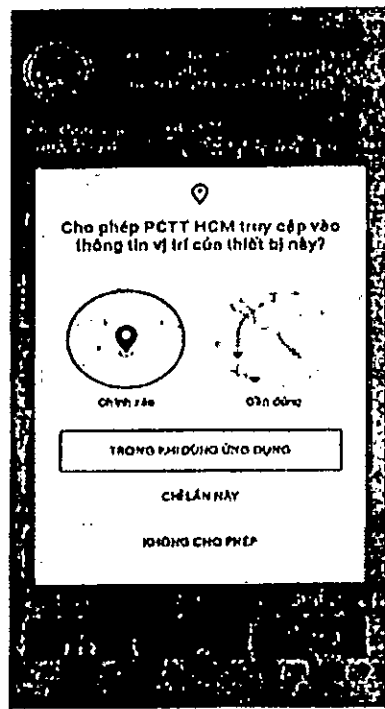 Cho phép PCTT HCM truy cập vào
thông tin vị trí của thiết bị này?
Chính xác
Gần đúng
TRONG KHI DÙNG ỨNG DỤNG
CHỈ LẦN NÀY
KHÔNG CHO PHÉP